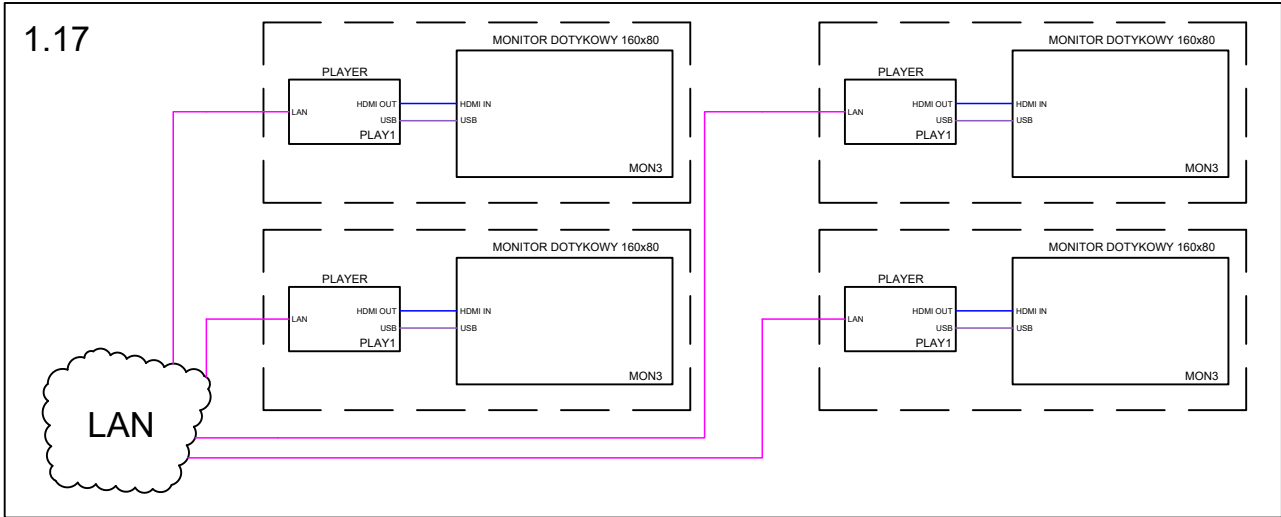 1.17
MONITOR DOTYKOWY 160x80
PLAYER
LAN
HDMI OUT
USB
PLAY1
HDMI IN
USB
MON3
MONITOR DOTYKOWY 160x80
PLAYER
LAN
HDMI OUT
USB
PLAY1
HDMI IN
USB
MON3
MONITOR DOTYKOWY 160x80
PLAYER
LAN
HDMI OUT
USB
PLAY1
HDMI IN
USB
MON3
MONITOR DOTYKOWY 160x80
PLAYER
LAN
HDMI OUT
USB
PLAY1
HDMI IN
USB
MON3
LAN